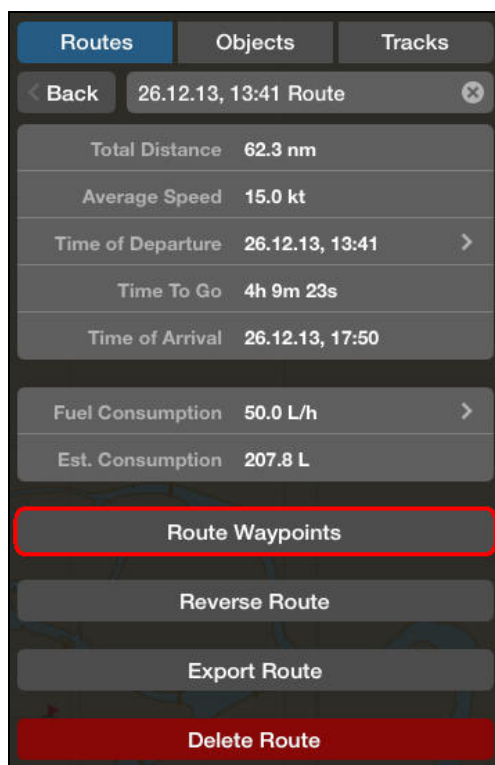 Routes Objects Tracks
Back 26.12.13, 13:41 Route
Total Distance 62.3 nm
Average Speed 15.0 kt
Time of Departure 26.12.13, 13:41
Time To Go 4h 9m 23s
Time of Arrival 26.12.13, 17:50
Fuel Consumption 50.0 L/h
Est. Consumption 207.8 L
Route Waypoints
Reverse Route
Export Route
Delete Route